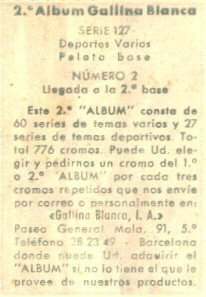 2.º Album Gallina Blanca
SERIE 127
Deportes Varios
Pelota base
NÚMERO 2
Llegada a la 2.ª base
Este 2.º "ALBUM" consta de
60 series de temas varios y 27
series de temas deportivos. To-
tal 776 cromos. Puede Ud. ele-
gir y pedirnos un cromo del 1.º
o 2.º "ALBUM" por cada tres
cromos repetidos que nos envíe
por correo o personalmente en:
«Gallina Blanca, S. A.»
Paseo General Mola, 91, 5.º
Teléfono 38 23 49 - Barcelona
donde puede Ud. adquirir el
"ALBUM" si no lo tiene el que
le vende nuestros productos.